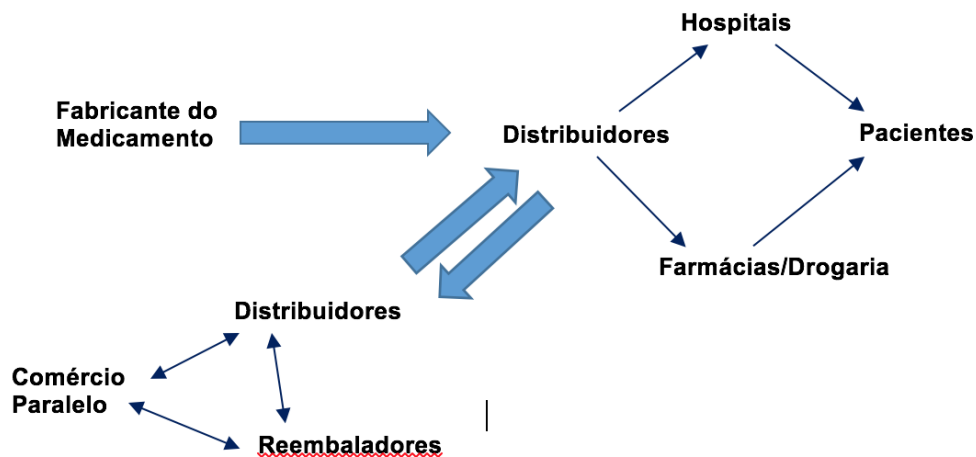 Hospitais
Fabricante do
Medicamento
Distribuidores
Pacientes
Farmácias/Drogaria
Distribuidores
Comércio
Paralelo
Reembaladores